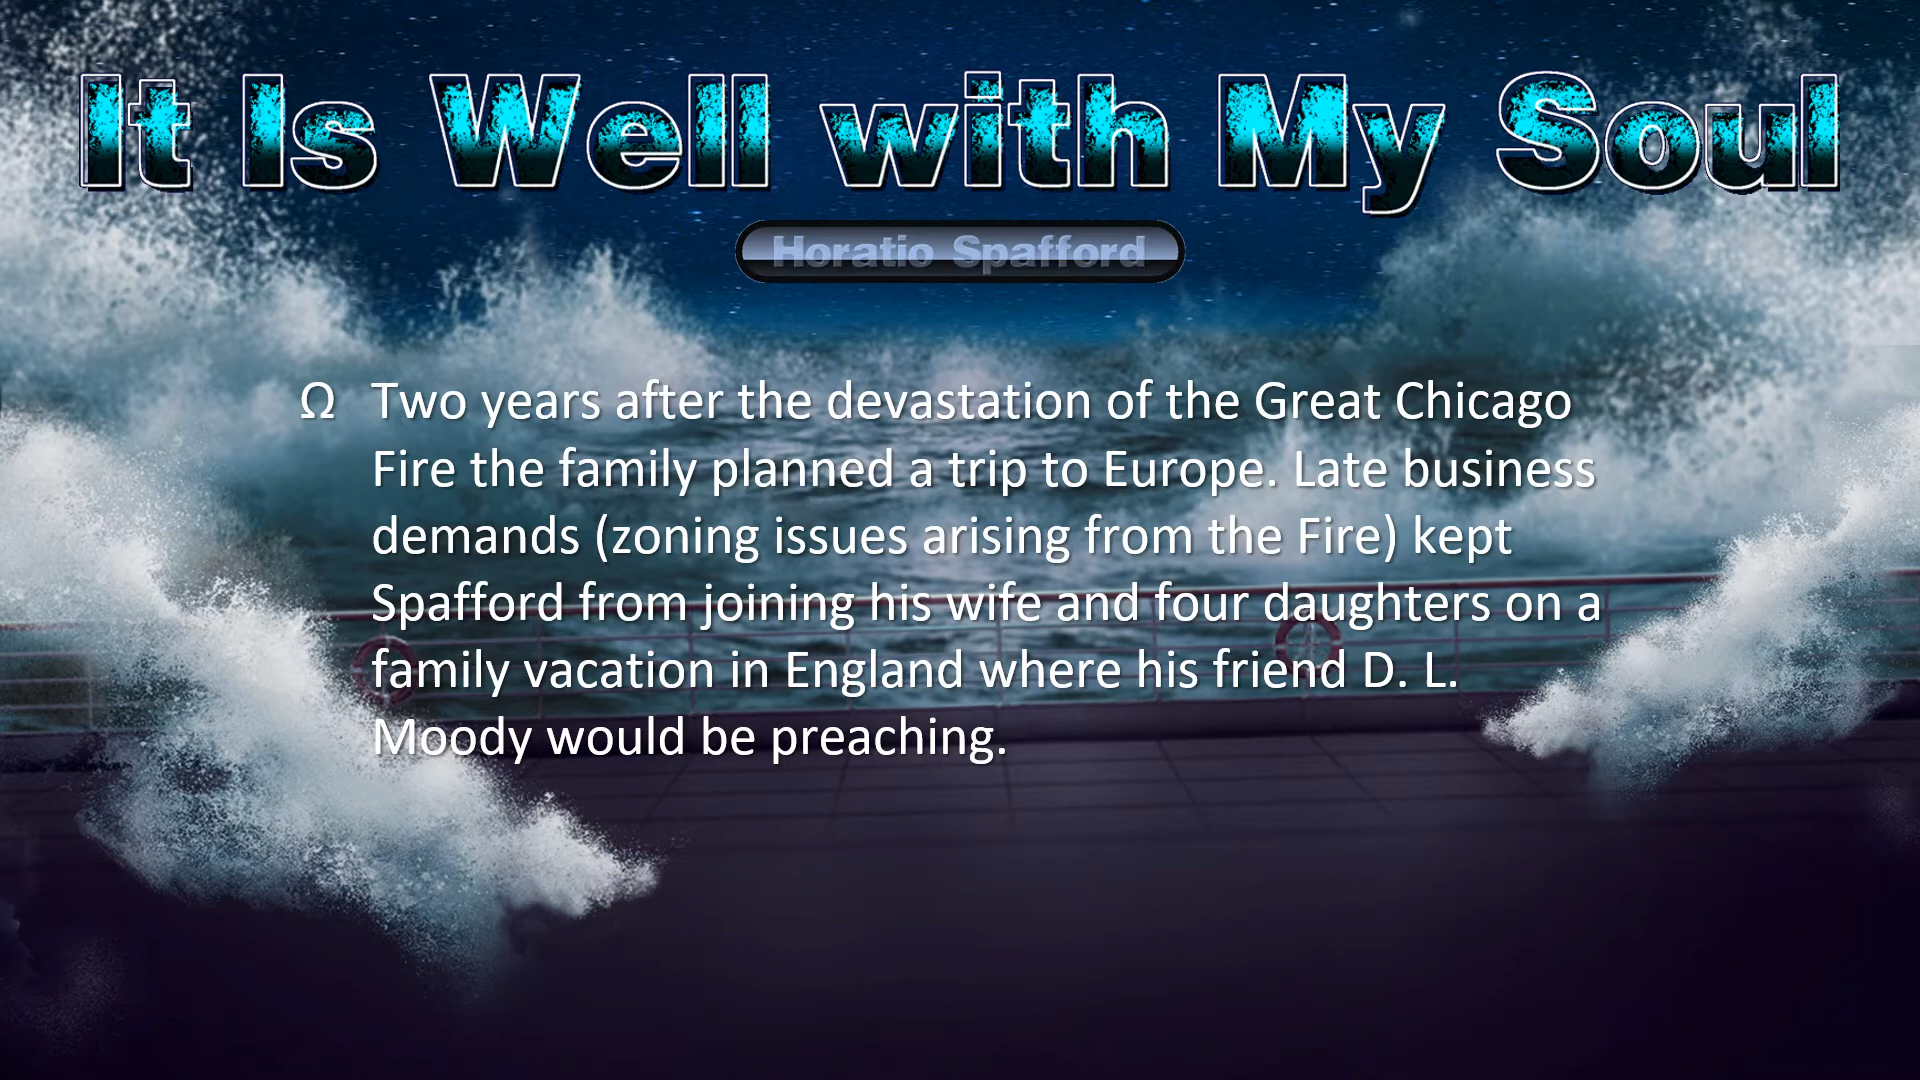 It Is Well with My Soul
Horatio Spafford
Ω Two years after the devastation of the Great Chicago
Fire the family planned a trip to Europe. Late business
demands (zoning issues arising from the Fire) kept
Spafford from joining his wife and four daughters on a
family vacation in England where his friend D. L.
Moody would be preaching.